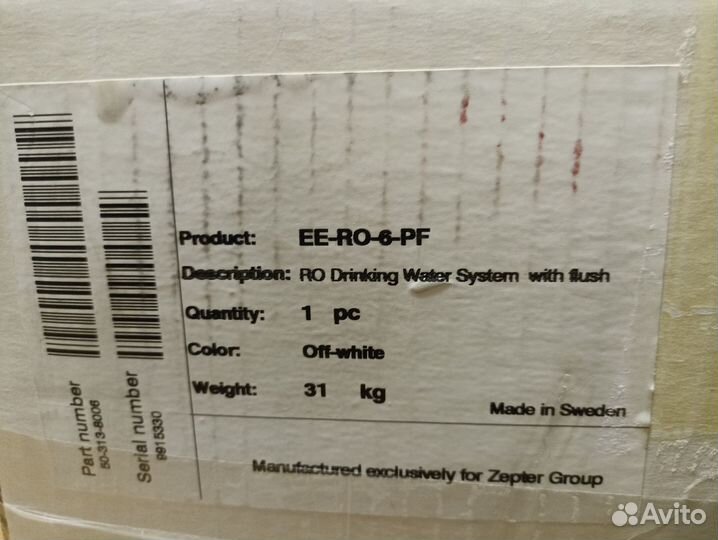 Product: EE-RO-6-PF
Description: RO Drinking Water System with flush
Quantity: 1 pc
Color: Off-white
Weight: 31 kg
Made in Sweden
Manufactured exclusively for Zepter Group
Part number
50-313-8006
Serial number
9915330
Avito